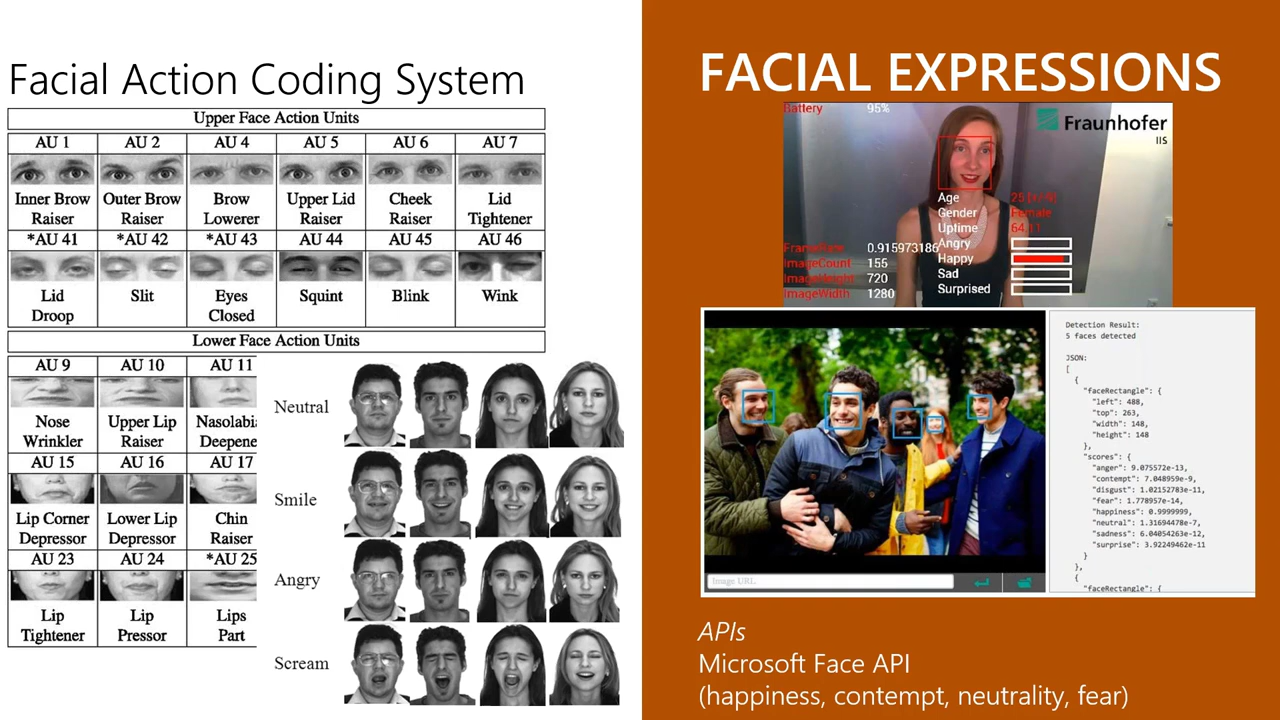 Facial Action Coding System
Upper Face Action Units
AU 1 AU 2 AU 4 AU 5 AU 6 AU 7
Inner Brow Outer Brow Brow Upper Lid Cheek Lid
Raiser Raiser Lowerer Raiser Raiser Tightener
*AU 41 *AU 42 *AU 43 AU 44 AU 45 AU 46
Lid Slit Eyes Squint Blink Wink
Droop Closed
Lower Face Action Units
AU 9 AU 10 AU 11
Nose Upper Lip Nasolabi
Wrinkler Raiser Deepene
AU 15 AU 16 AU 17
Lip Corner Lower Lip Chin
Depressor Depressor Raiser
AU 23 AU 24 *AU 25
Lip Lip Lips
Tightener Pressor Part
Neutral
Smile
Angry
Scream
FACIAL EXPRESSIONS
Battery 95%
Fraunhofer
IIS
Age 25 [+/-5]
Gender Female
Uptime 64.11
Angry
Happy
Sad
Surprised
FrameRate 0.915973186
ImageCount 155
ImageHeight 720
ImageWidth 1280
Image URL
Detection Result:
5 faces detected
JSON:
[
{
"faceRectangle": {
"left": 488,
"top": 263,
"width": 148,
"height": 148
},
"scores": {
"anger": 9.075572e-13,
"contempt": 7.048959e-9,
"disgust": 1.02152783e-11,
"fear": 1.778957e-14,
"happiness": 0.9999999,
"neutral": 1.31694478e-7,
"sadness": 6.04054263e-12,
"surprise": 3.92249462e-11
}
},
{
"faceRectangle": {
APIs
Microsoft Face API
(happiness, contempt, neutrality, fear)